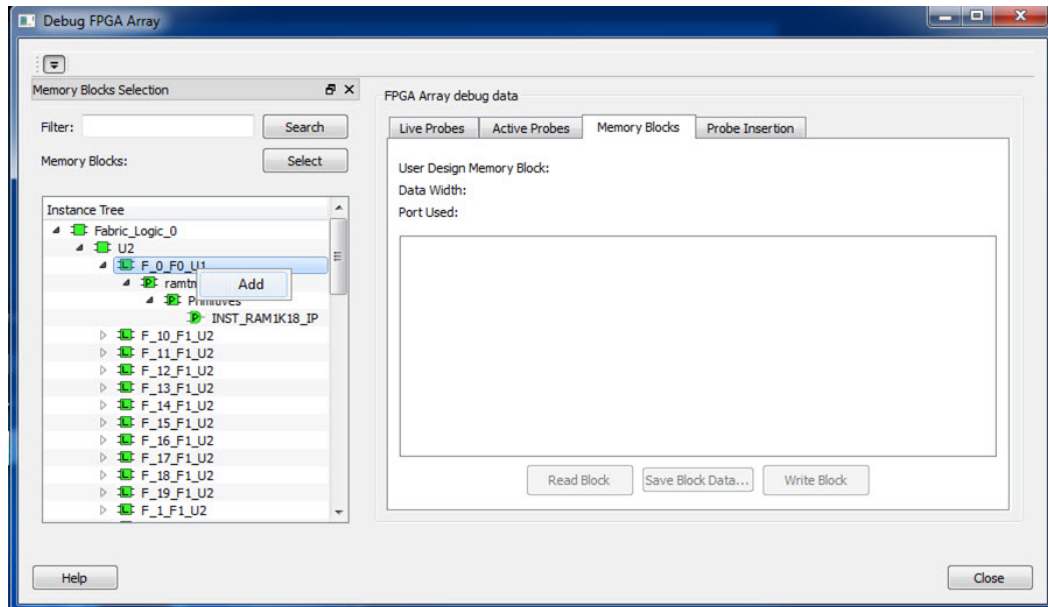 Debug FPGA Array
Memory Blocks Selection
Filter:
Search
Memory Blocks:
Select
Instance Tree
Fabric_Logic_0
U2
F_0_F0_U1
Add
Primitives
INST_RAM1K18_IP
F_10_F1_U2
F_11_F1_U2
F_12_F1_U2
F_13_F1_U2
F_14_F1_U2
F_15_F1_U2
F_16_F1_U2
F_17_F1_U2
F_18_F1_U2
F_19_F1_U2
F_1_F1_U2
FPGA Array debug data
Live Probes Active Probes Memory Blocks Probe Insertion
User Design Memory Block:
Data Width:
Port Used:
Read Block Save Block Data... Write Block
Help
Close